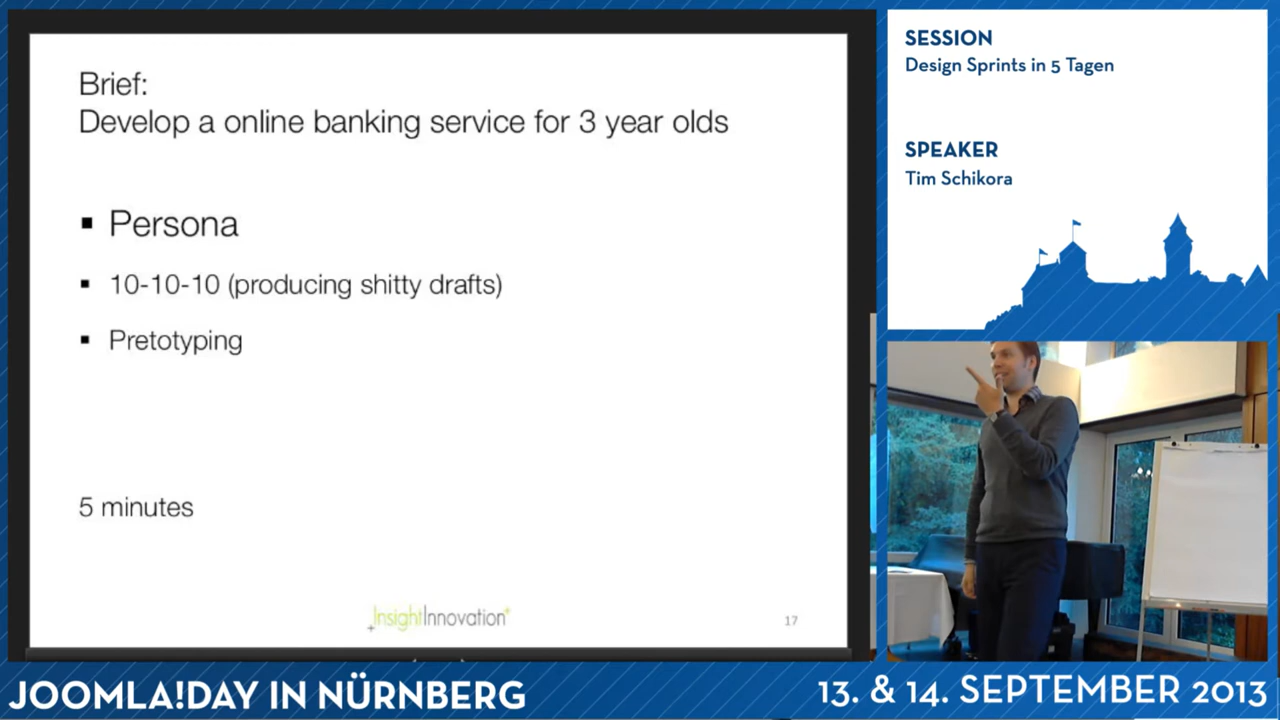 Brief:
Develop a online banking service for 3 year olds
▪ Persona
▪ 10-10-10 (producing shitty drafts)
▪ Pretotyping
5 minutes
InsightInnovation
17
SESSION
Design Sprints in 5 Tagen
SPEAKER
Tim Schikora
JOOMLA!DAY IN NÜRNBERG
13. & 14. SEPTEMBER 2013